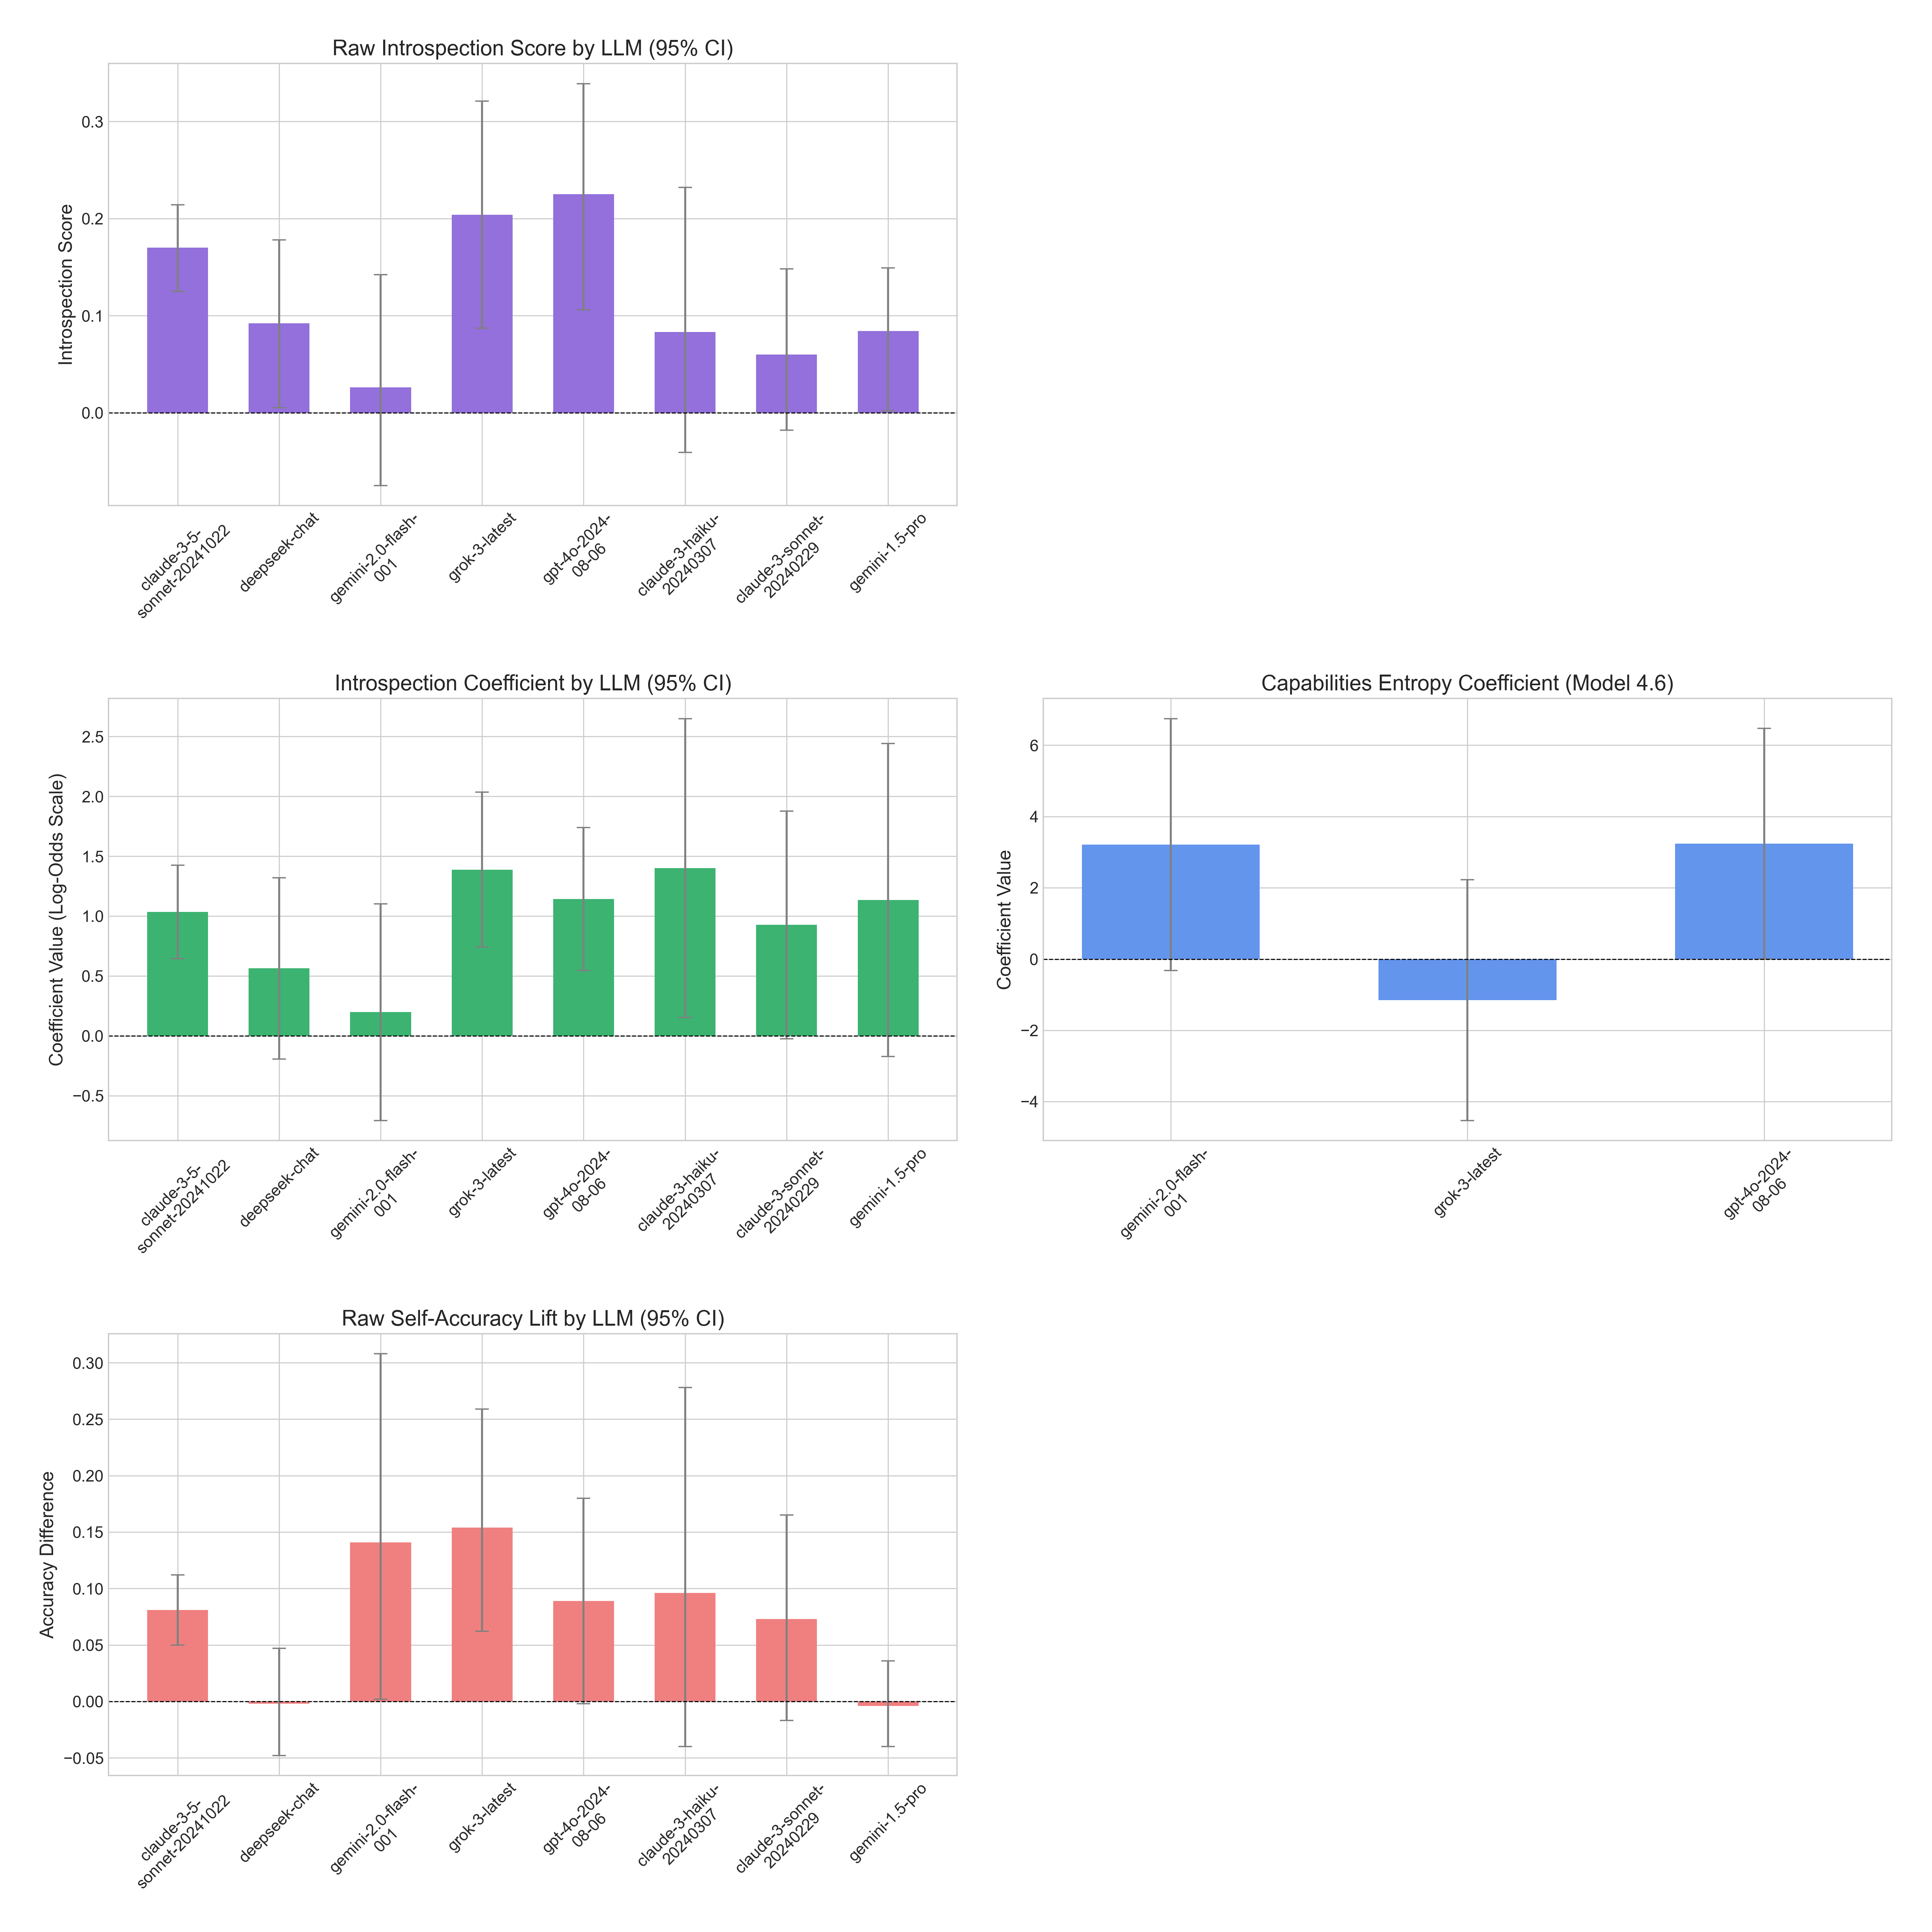 Raw Introspection Score by LLM (95% CI)
Introspection Score
0.3
0.2
0.1
0.0
claude-3-5-
sonnet-20241022
deepseek-chat
gemini-2.0-flash-
001
grok-3-latest
gpt-4o-2024-
08-06
claude-3-haiku-
20240307
claude-3-sonnet-
20240229
gemini-1.5-pro
Introspection Coefficient by LLM (95% CI)
Coefficient Value (Log-Odds Scale)
2.5
2.0
1.5
1.0
0.5
0.0
−0.5
claude-3-5-
sonnet-20241022
deepseek-chat
gemini-2.0-flash-
001
grok-3-latest
gpt-4o-2024-
08-06
claude-3-haiku-
20240307
claude-3-sonnet-
20240229
gemini-1.5-pro
Capabilities Entropy Coefficient (Model 4.6)
Coefficient Value
6
4
2
0
−2
−4
gemini-2.0-flash-
001
grok-3-latest
gpt-4o-2024-
08-06
Raw Self-Accuracy Lift by LLM (95% CI)
Accuracy Difference
0.30
0.25
0.20
0.15
0.10
0.05
0.00
−0.05
claude-3-5-
sonnet-20241022
deepseek-chat
gemini-2.0-flash-
001
grok-3-latest
gpt-4o-2024-
08-06
claude-3-haiku-
20240307
claude-3-sonnet-
20240229
gemini-1.5-pro